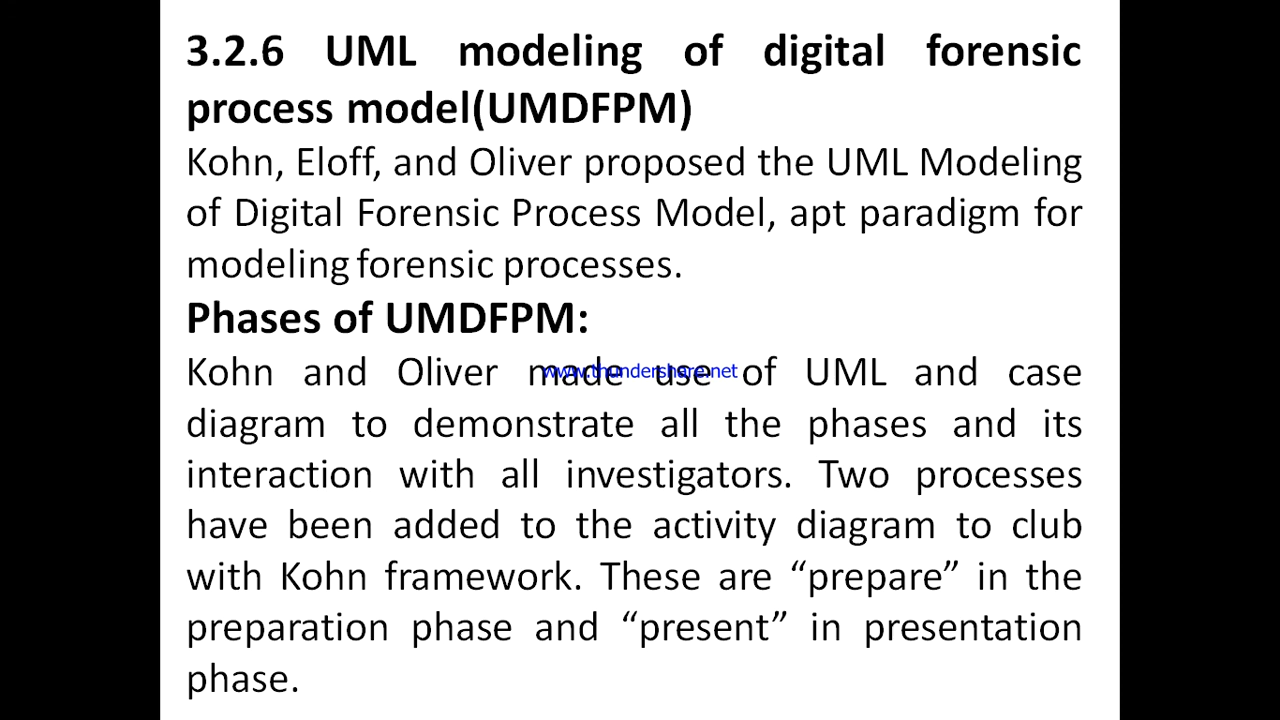 3.2.6 UML modeling of digital forensic
process model(UMDFPM)
Kohn, Eloff, and Oliver proposed the UML Modeling
of Digital Forensic Process Model, apt paradigm for
modeling forensic processes.
Phases of UMDFPM:
Kohn and Oliver made use of UML and case
www.thundershare.net
diagram to demonstrate all the phases and its
interaction with all investigators. Two processes
have been added to the activity diagram to club
with Kohn framework. These are “prepare” in the
preparation phase and “present” in presentation
phase.